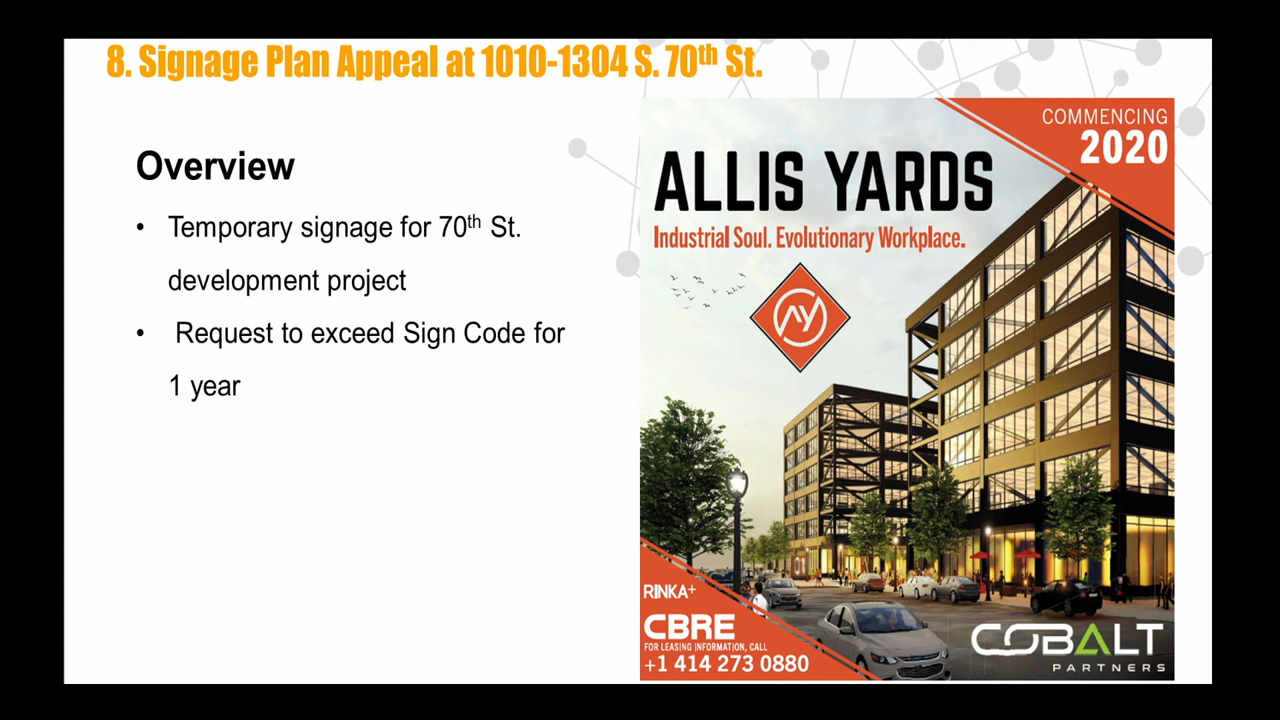 8. Signage Plan Appeal at 1010-1304 S. 70th St.
Overview
• Temporary signage for 70th St.
development project
• Request to exceed Sign Code for
1 year
COMMENCING
2020
ALLIS YARDS
Industrial Soul. Evolutionary Workplace.
AY
RINKA+
CBRE
FOR LEASING INFORMATION, CALL
+1 414 273 0880
COBALT
PARTNERS